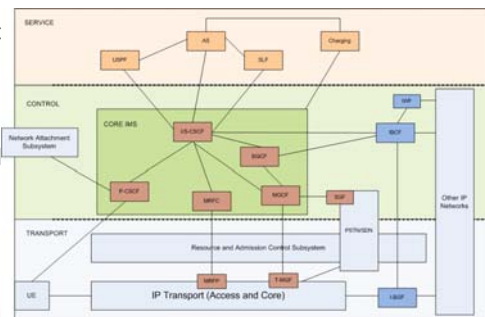 SERVICE
AS
Charging
USPF
SLF
CONTROL
IWF
CORE IMS
I/S-CSCF
IBCF
Network Attachment
Subsystem
BGCF
P-CSCF
MRFC
MGCF
SGF
Other IP
Networks
PSTN/ISDN
TRANSPORT
Resource and Admission Control Subsystem
MRFP
T-MGF
UE
IP Transport (Access and Core)
I-BGF